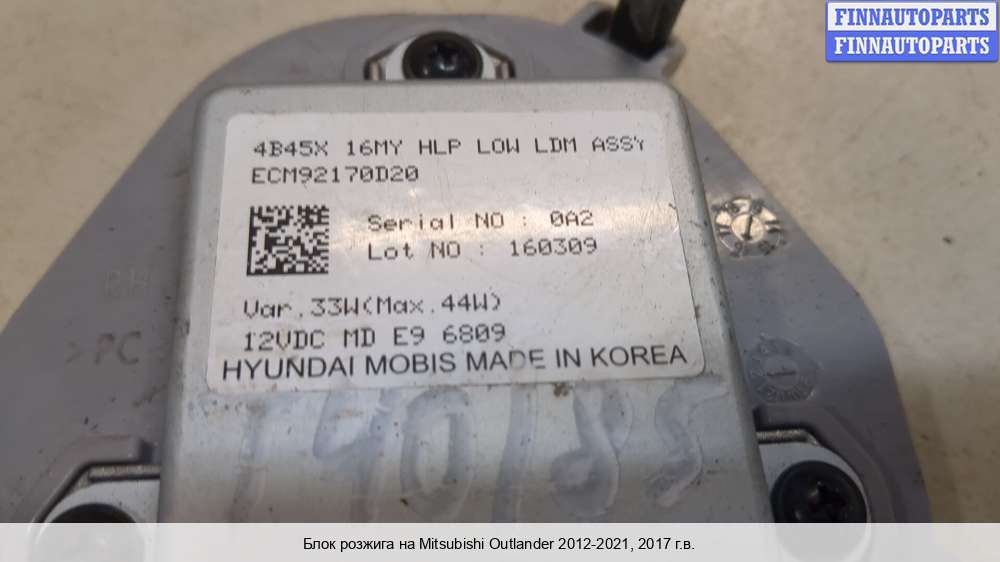 FINNAUTOPARTS
FINNAUTOPARTS
4B45X 16MY HLP LOW LDM ASSY
ECM92170D20
Serial NO : 0A2
Lot NO : 160309
Var.33W(Max.44W)
12VDC MD E9 6809
HYUNDAI MOBIS MADE IN KOREA
>PC
Блок розжига на Mitsubishi Outlander 2012-2021, 2017 г.в.